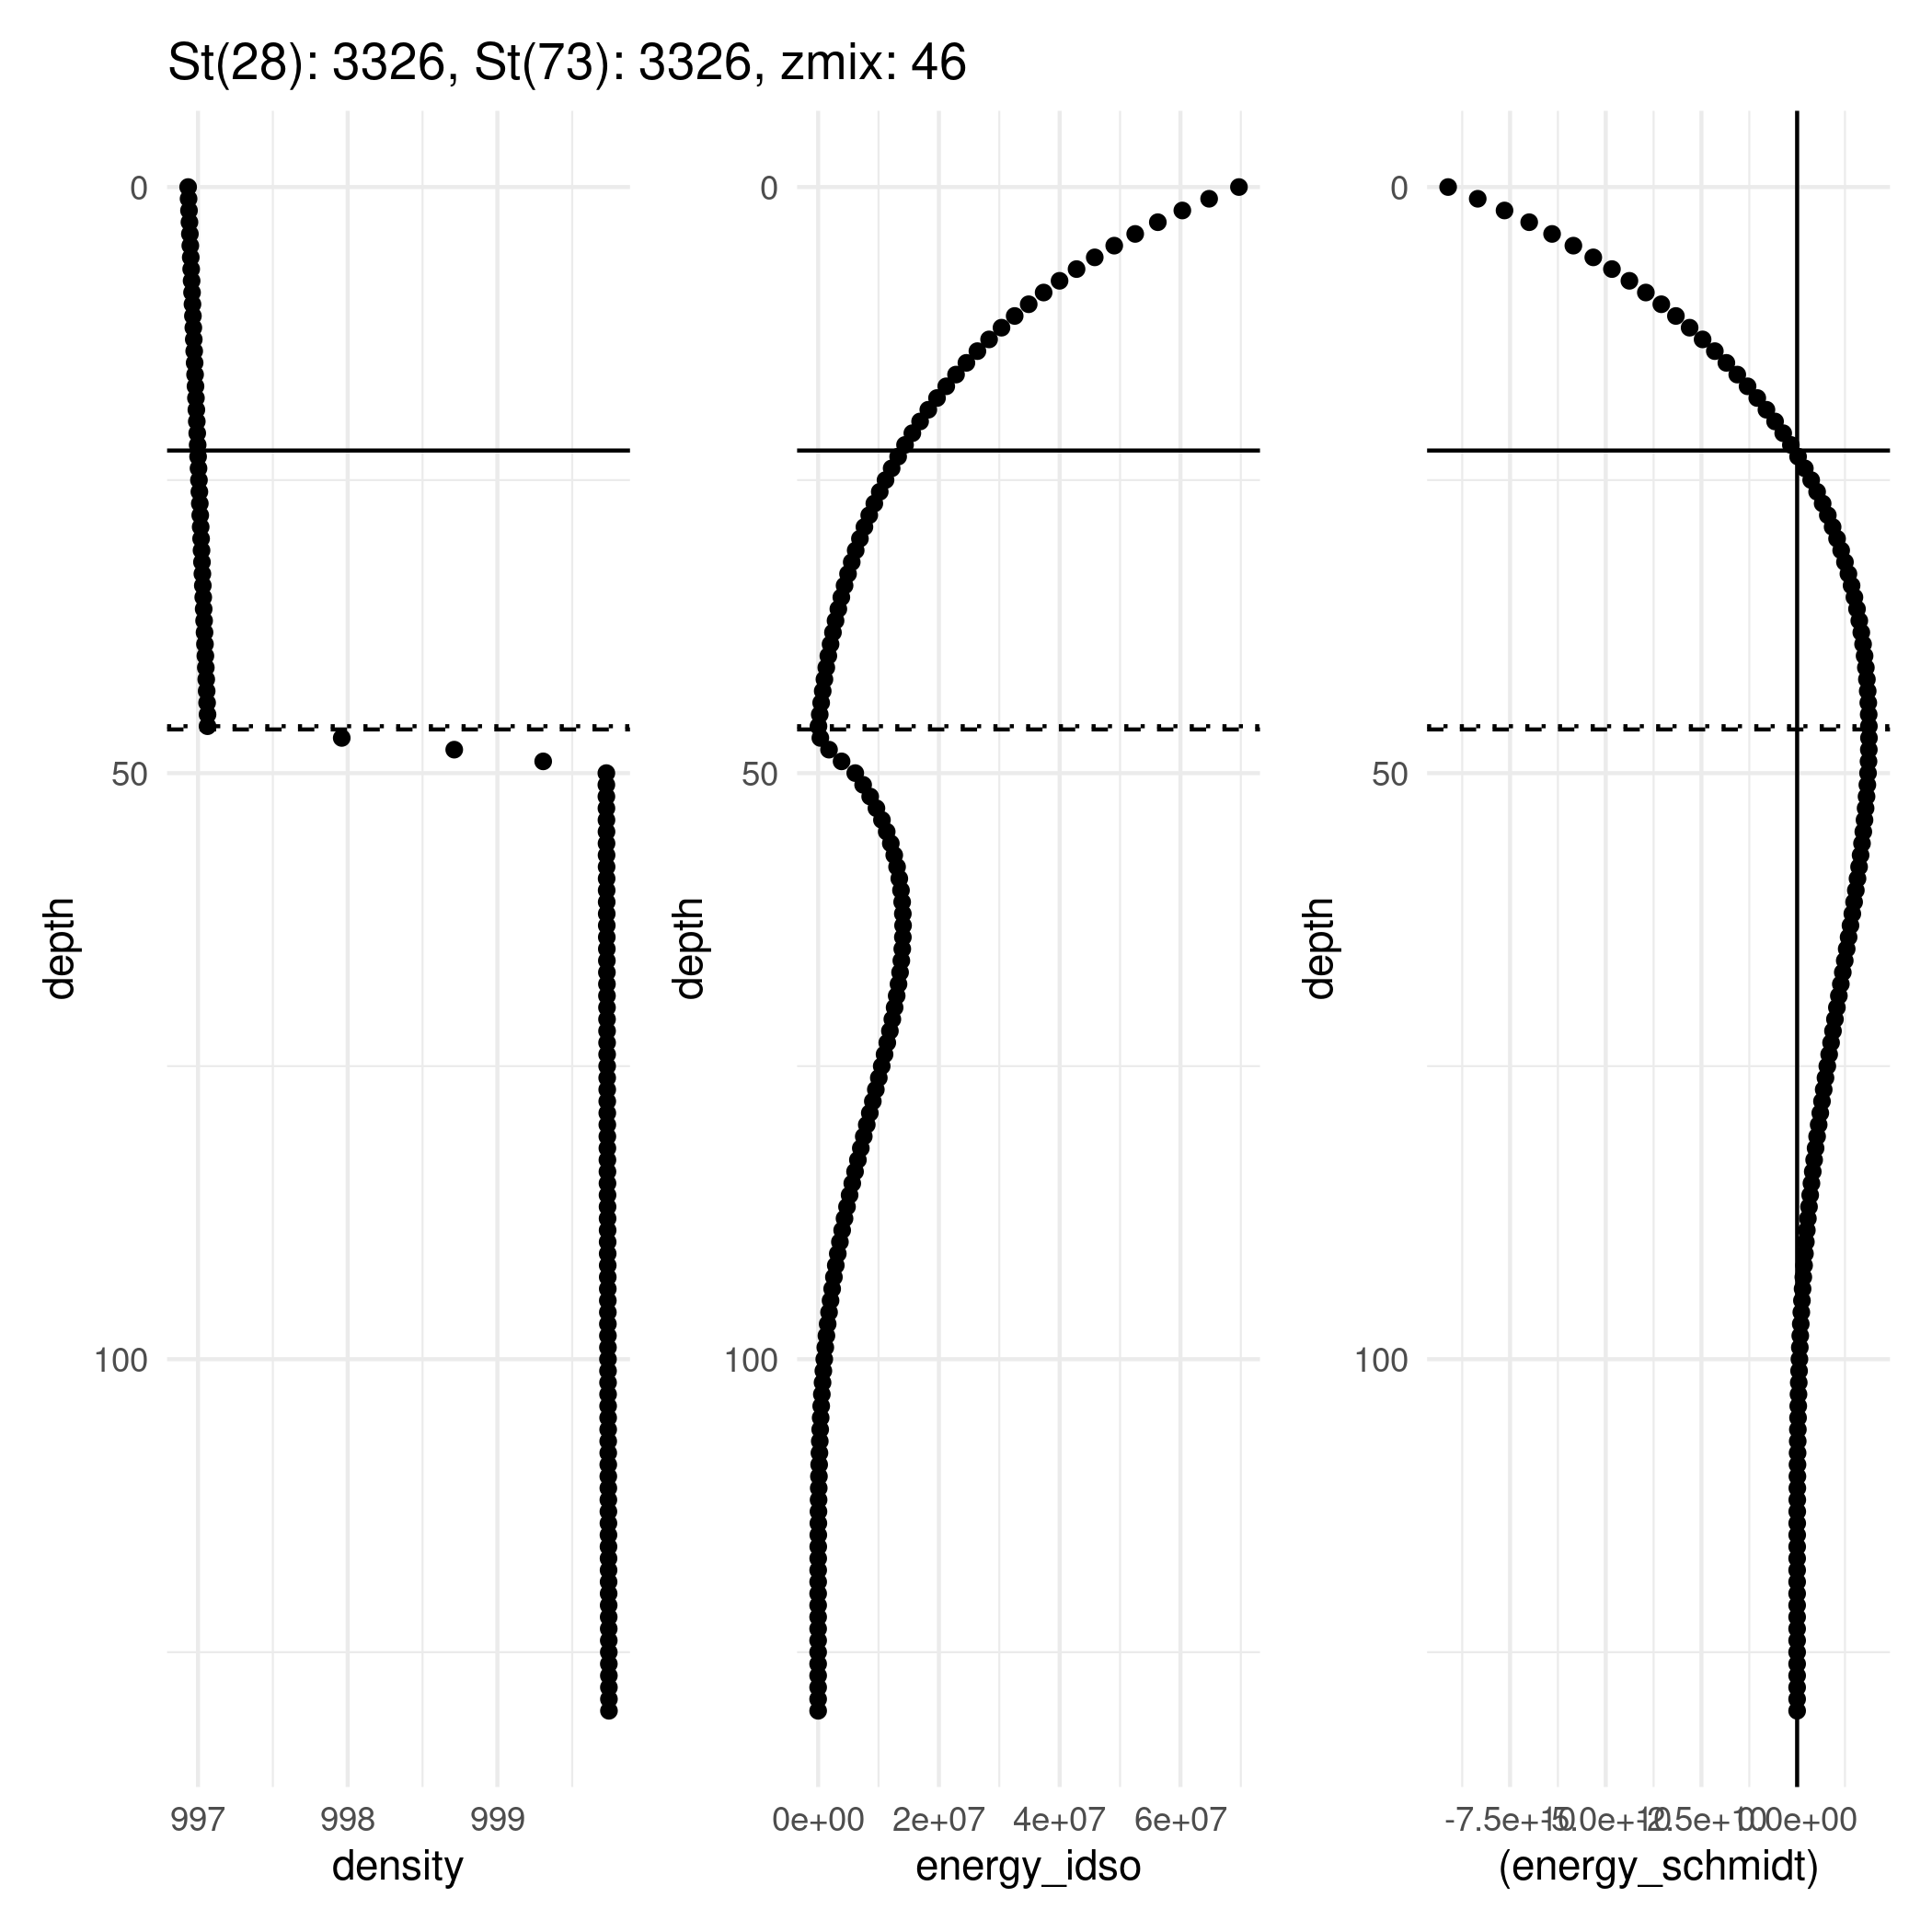 St(28): 3326, St(73): 3326, zmix: 46
0
50
100
depth
997 998 999
density
0
50
100
depth
0e+00 2e+07 4e+07 6e+07
energy_idso
0
50
100
depth
0.0e+00
(energy_schmidt)